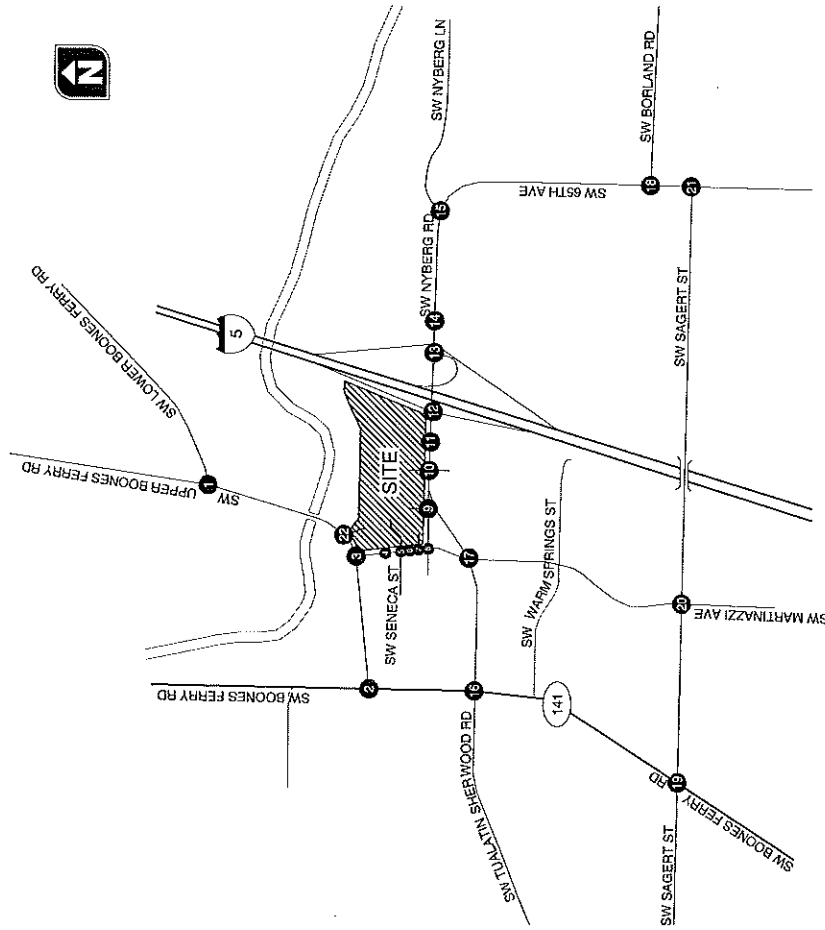 N
SW LOWER BOONES FERRY RD
SW
UPPER BOONES FERRY RD
5
1
SW NYBERG LN
SW BORLAND RD
22
3
SITE
4
5
6
7
8
9
10
11
12
13
14
15
SW NYBERG RD
SW 65TH AVE
18
21
SW SENECA ST
17
SW BOONES FERRY RD
2
16
SW WARM SPRINGS ST
141
SW SAGERT ST
20
SW MARTINAZZI AVE
SW TUALATIN SHERWOOD RD
19
SW BOONES FERRY
RD
SW SAGERT ST